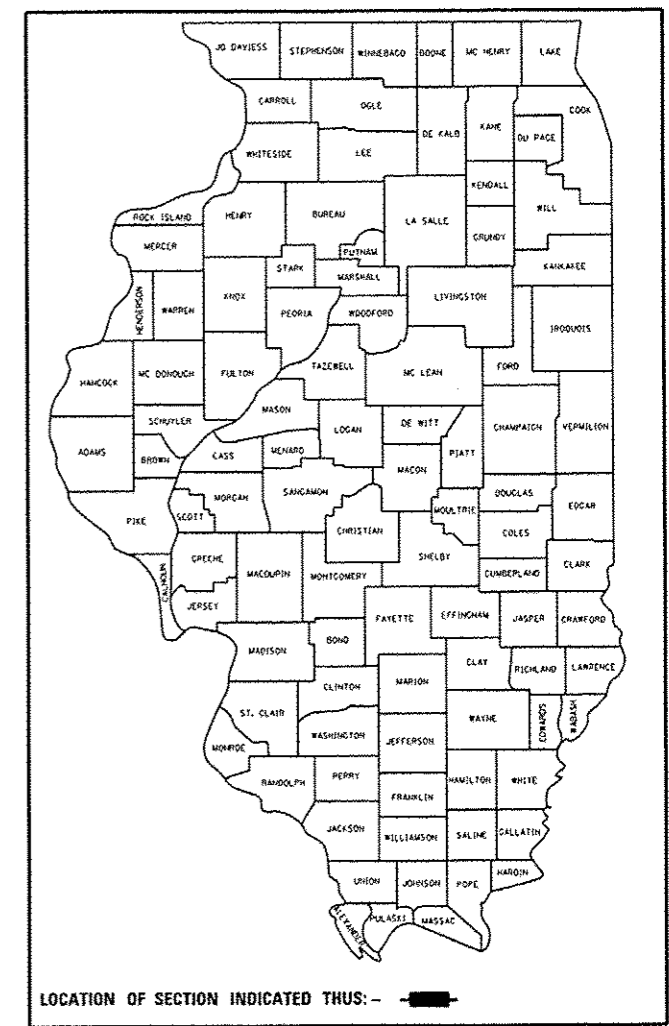 JO DAVIESS STEPHENSON WINNEBAGO BOONE MC HENRY LAKE
CARROLL OGLE DE KALB KANE COOK
DU PAGE
WHITESIDE LEE
KENDALL
ROCK ISLAND HENRY BUREAU LA SALLE WILL
MERCER PUTNAM GRUNDY
STARK MARSHALL KANKAKEE
HENDERSON WARREN KNOX PEORIA WOODFORD LIVINGSTON IROQUOIS
HANCOCK MC DONOUGH FULTON TAZEWELL MC LEAN FORD
MASON
SCHUYLER LOGAN DE WITT CHAMPAIGN VERMILION
ADAMS BROWN CASS MENARD PIATT
MACON
PIKE SCOTT MORGAN SANGAMON DOUGLAS EDGAR
MOULTRIE
CHRISTIAN COLES
CALHOUN GREENE MACOUPIN MONTGOMERY SHELBY CUMBERLAND CLARK
JERSEY
FAYETTE EFFINGHAM JASPER CRAWFORD
MADISON BOND
CLAY RICHLAND LAWRENCE
CLINTON MARION
ST. CLAIR WAYNE EDWARDS WABASH
MONROE WASHINGTON JEFFERSON
RANDOLPH PERRY HAMILTON WHITE
FRANKLIN
JACKSON WILLIAMSON SALINE GALLATIN
UNION JOHNSON POPE HARDIN
ALEXANDER PULASKI MASSAC
LOCATION OF SECTION INDICATED THUS: –